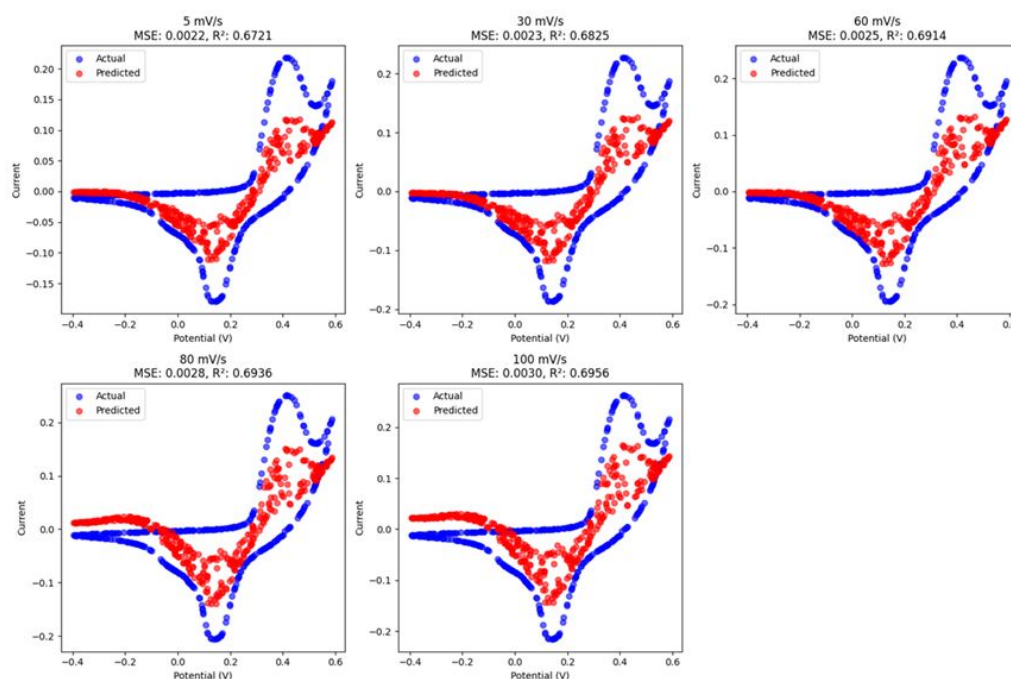 5 mV/s
MSE: 0.0022, R²: 0.6721
Actual
Predicted
0.20
0.15
0.10
0.05
0.00
−0.05
−0.10
−0.15
Current
−0.4 −0.2 0.0 0.2 0.4 0.6
Potential (V)
30 mV/s
MSE: 0.0023, R²: 0.6825
Actual
Predicted
0.2
0.1
0.0
−0.1
−0.2
Current
−0.4 −0.2 0.0 0.2 0.4 0.6
Potential (V)
60 mV/s
MSE: 0.0025, R²: 0.6914
Actual
Predicted
0.2
0.1
0.0
−0.1
−0.2
Current
−0.4 −0.2 0.0 0.2 0.4 0.6
Potential (V)
80 mV/s
MSE: 0.0028, R²: 0.6936
Actual
Predicted
0.2
0.1
0.0
−0.1
−0.2
Current
−0.4 −0.2 0.0 0.2 0.4 0.6
Potential (V)
100 mV/s
MSE: 0.0030, R²: 0.6956
Actual
Predicted
0.2
0.1
0.0
−0.1
−0.2
Current
−0.4 −0.2 0.0 0.2 0.4 0.6
Potential (V)